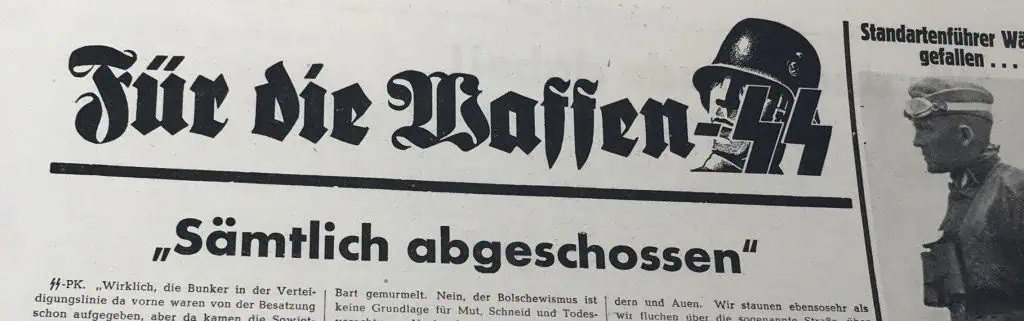 Für die Waffen-SS
„Sämtlich abgeschossen“
SS-PK. „Wirklich, die Bunker in der Vertei-
digungslinie da vorne waren von der Besatzung
schon aufgegeben, aber da kamen die
Bart gemurmelt. Nein, der Bolschewismus ist
keine Grundlage für Mut, Schneid und Todes-
dern und Auen. Wir staunen ebensosehr als
wir fluchen über die sogenannte Straße, über
Standartenführer
gefallen . . .